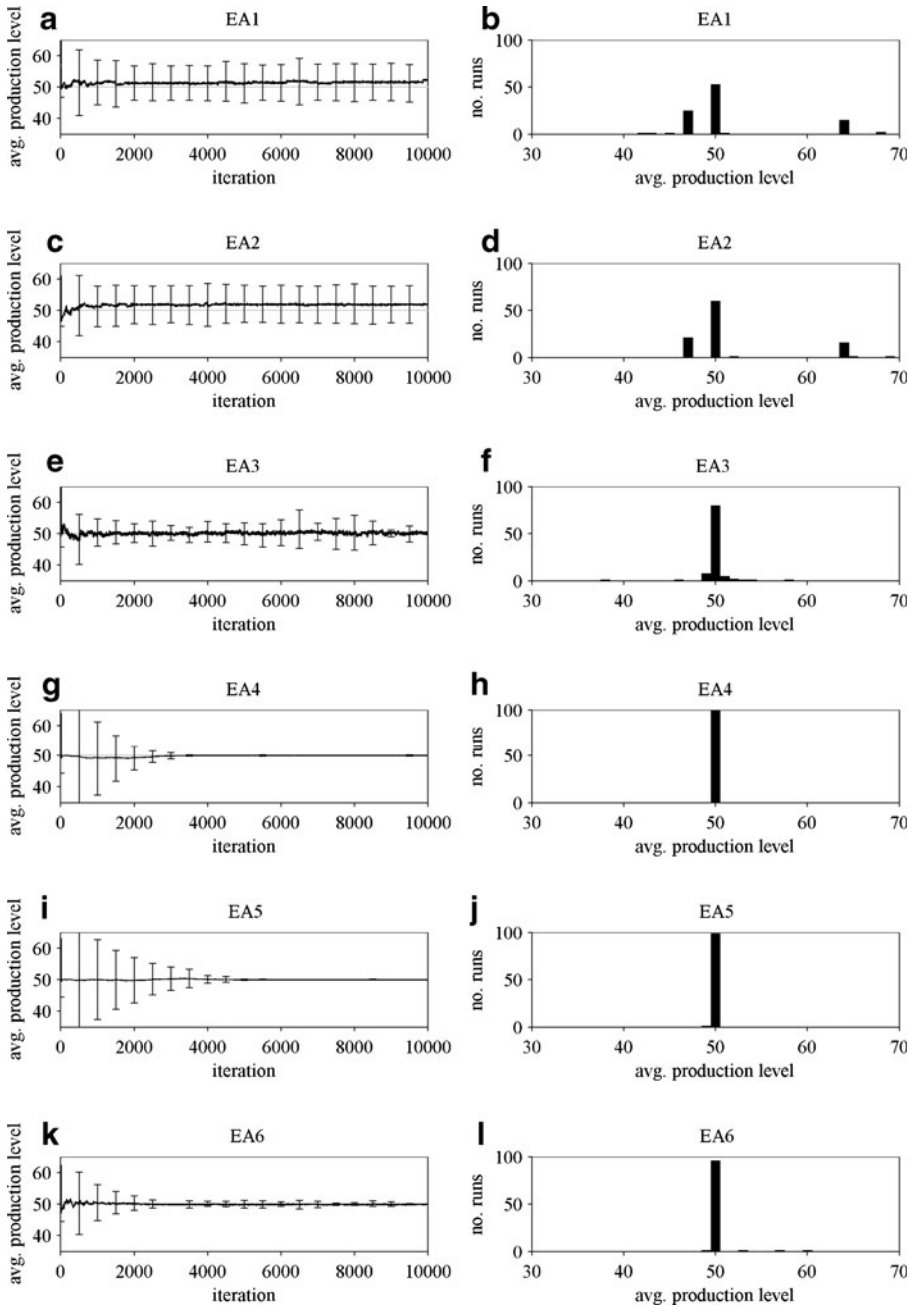 a EA1
avg. production level
60
50
40
0 2000 4000 6000 8000 10000
iteration
b EA1
no. runs
100
50
0
30 40 50 60 70
avg. production level
c EA2
avg. production level
60
50
40
0 2000 4000 6000 8000 10000
iteration
d EA2
no. runs
100
50
0
30 40 50 60 70
avg. production level
e EA3
avg. production level
60
50
40
0 2000 4000 6000 8000 10000
iteration
f EA3
no. runs
100
50
0
30 40 50 60 70
avg. production level
g EA4
avg. production level
60
50
40
0 2000 4000 6000 8000 10000
iteration
h EA4
no. runs
100
50
0
30 40 50 60 70
avg. production level
i EA5
avg. production level
60
50
40
0 2000 4000 6000 8000 10000
iteration
j EA5
no. runs
100
50
0
30 40 50 60 70
avg. production level
k EA6
avg. production level
60
50
40
0 2000 4000 6000 8000 10000
iteration
l EA6
no. runs
100
50
0
30 40 50 60 70
avg. production level